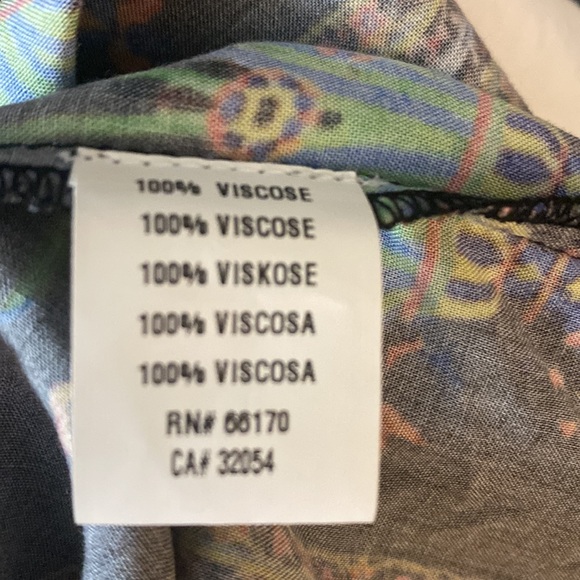 100% VISCOSE
100% VISCOSE
100% VISKOSE
100% VISCOSA
100% VISCOSA
RN# 66170
CA# 32054